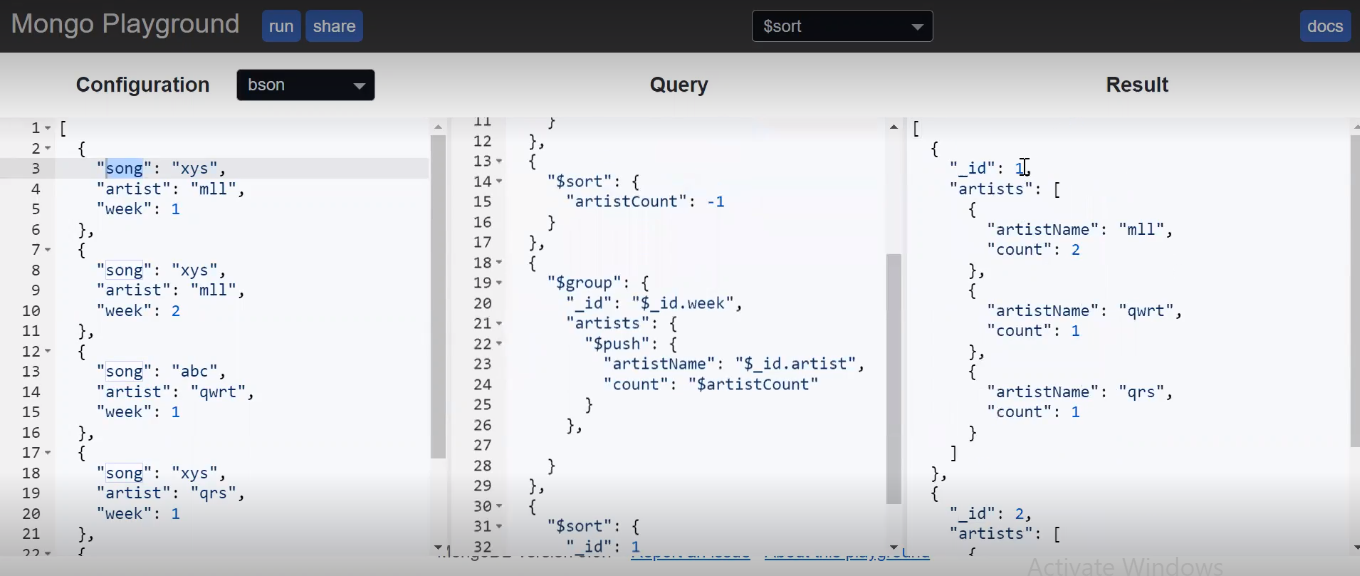 Mongo Playground run share $sort docs
Configuration bson Query Result
1 [
2 {
3 "song": "xys",
4 "artist": "mll",
5 "week": 1
6 },
7 {
8 "song": "xys",
9 "artist": "mll",
10 "week": 2
11 },
12 {
13 "song": "abc",
14 "artist": "qwrt",
15 "week": 1
16 },
17 {
18 "song": "xys",
19 "artist": "qrs",
20 "week": 1
21 },
22 {
11 }
12 },
13 {
14 "$sort": {
15 "artistCount": -1
16 }
17 },
18 {
19 "$group": {
20 "_id": "$_id.week",
21 "artists": {
22 "$push": {
23 "artistName": "$_id.artist",
24 "count": "$artistCount"
25 }
26 },
27
28 }
29 },
30 {
31 "$sort": {
32 "_id": 1
[
{
"_id": 1,
"artists": [
{
"artistName": "mll",
"count": 2
},
{
"artistName": "qwrt",
"count": 1
},
{
"artistName": "qrs",
"count": 1
}
]
},
{
"_id": 2,
"artists": [
{
Report an issue About this playground
Activate Windows